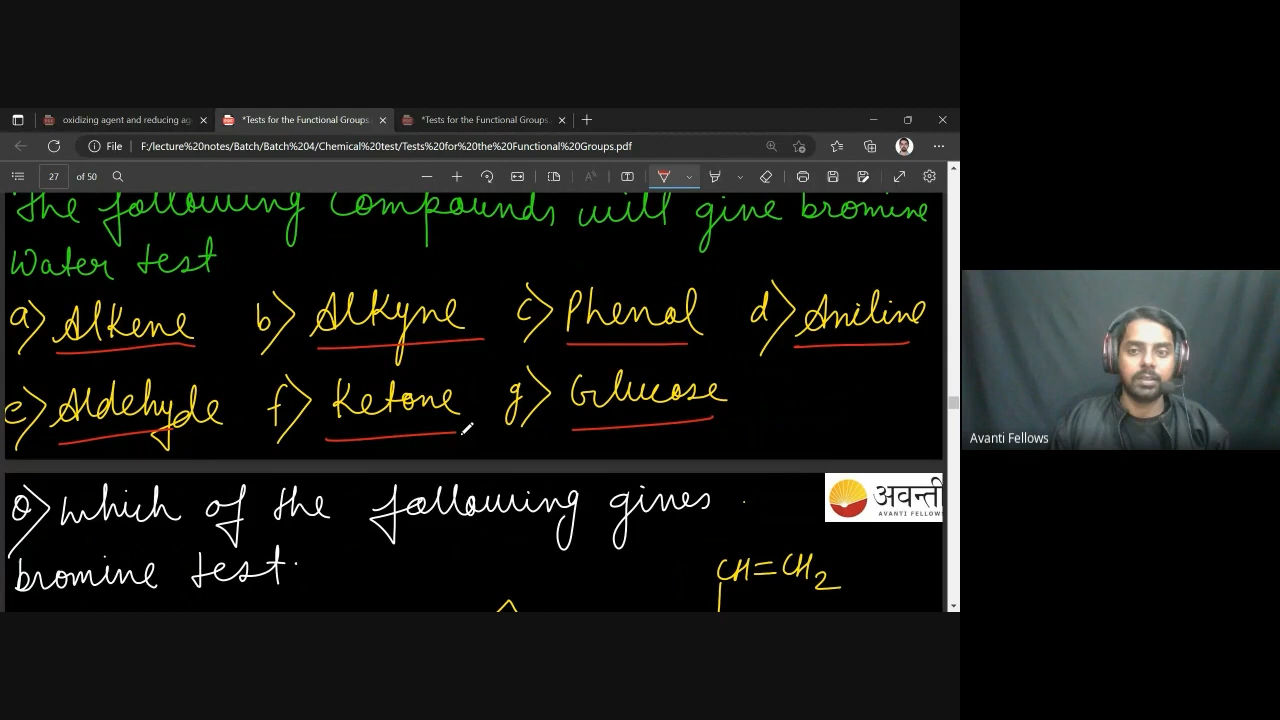 oxidizing agent and reducing ag
*Tests for the Functional Groups.
*Tests for the Functional Groups.
File F:/lecture%20notes/Batch/Batch%204/Chemical%20test/Tests%20for%20the%20Functional%20Groups.pdf
27 of 50
The following Compounds will give bromine
Water test
a) Alkene b) Alkyne c) Phenol d) Aniline
e) Aldehyde f) Ketone g) Glucose
Q) which of the following gines
bromine test.
अवन्ती
AVANTI FELLOWS
CH=CH2
Avanti Fellows